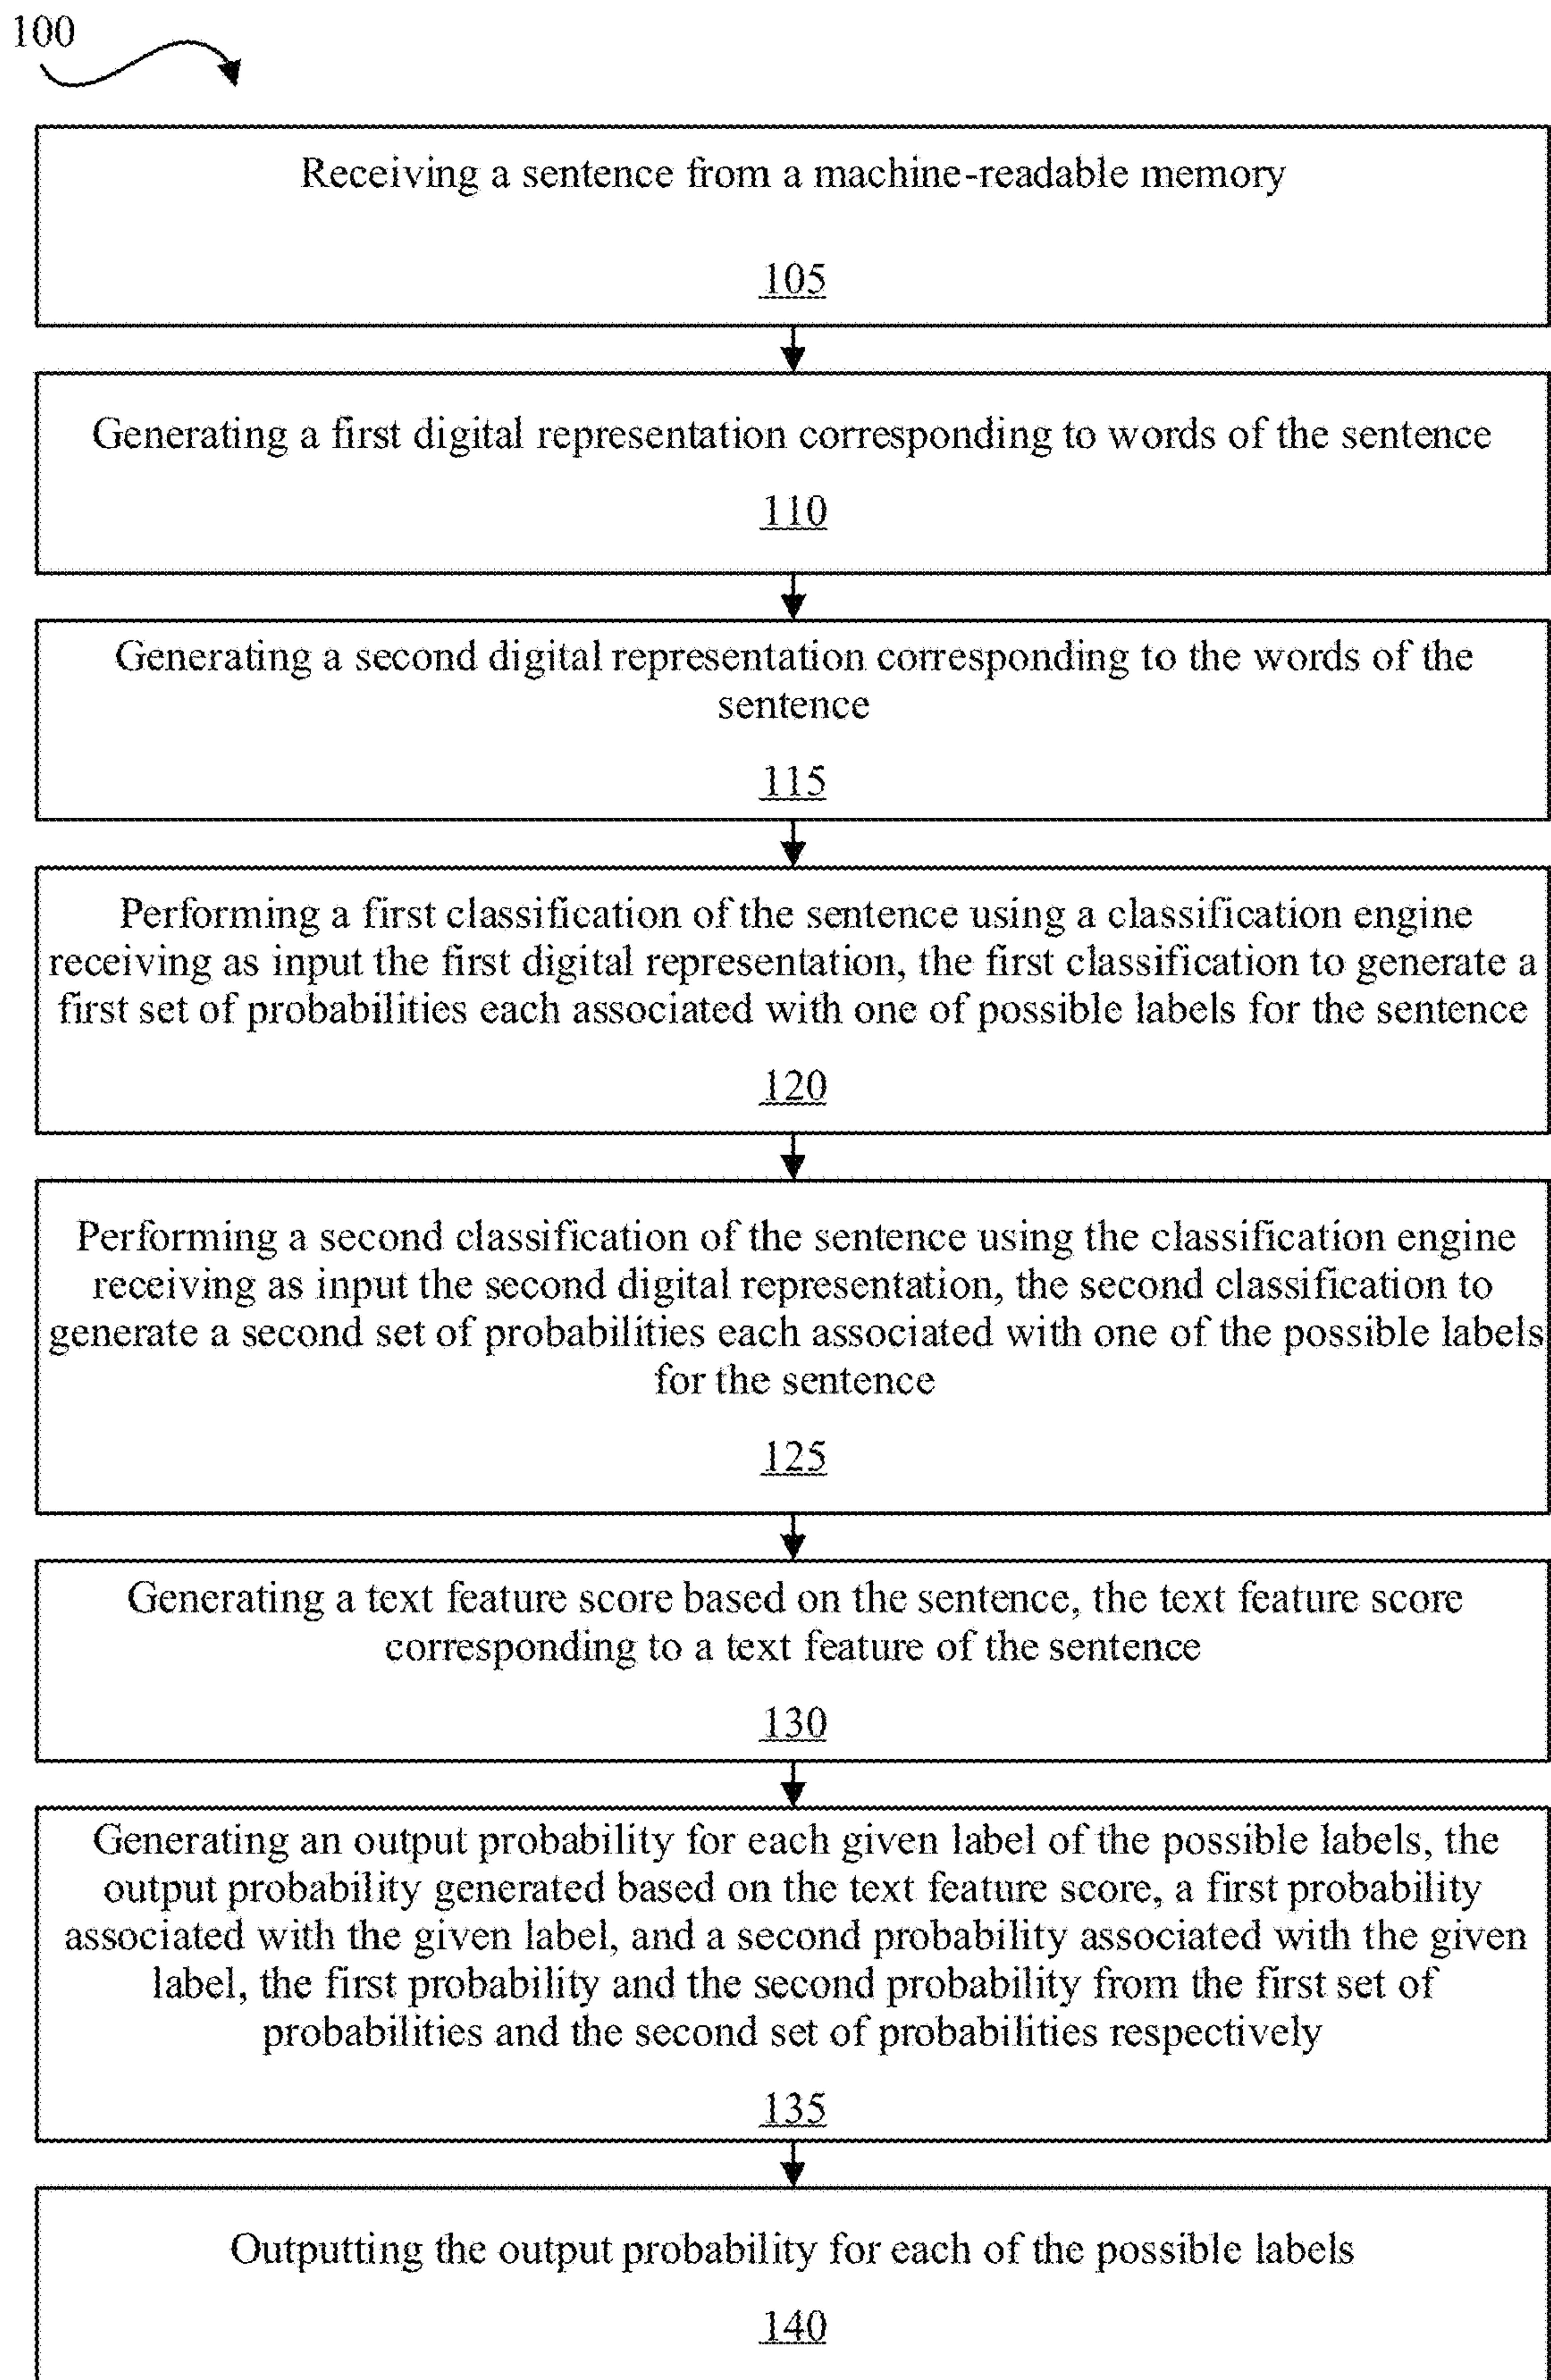 100
Receiving a sentence from a machine-readable memory
105
Generating a first digital representation corresponding to words of the sentence
110
Generating a second digital representation corresponding to the words of the
sentence
115
Performing a first classification of the sentence using a classification engine
receiving as input the first digital representation, the first classification to generate a
first set of probabilities each associated with one of possible labels for the sentence
120
Performing a second classification of the sentence using the classification engine
receiving as input the second digital representation, the second classification to
generate a second set of probabilities each associated with one of the possible labels
for the sentence
125
Generating a text feature score based on the sentence, the text feature score
corresponding to a text feature of the sentence
130
Generating an output probability for each given label of the possible labels, the
output probability generated based on the text feature score, a first probability
associated with the given label, and a second probability associated with the given
label, the first probability and the second probability from the first set of
probabilities and the second set of probabilities respectively
135
Outputting the output probability for each of the possible labels
140